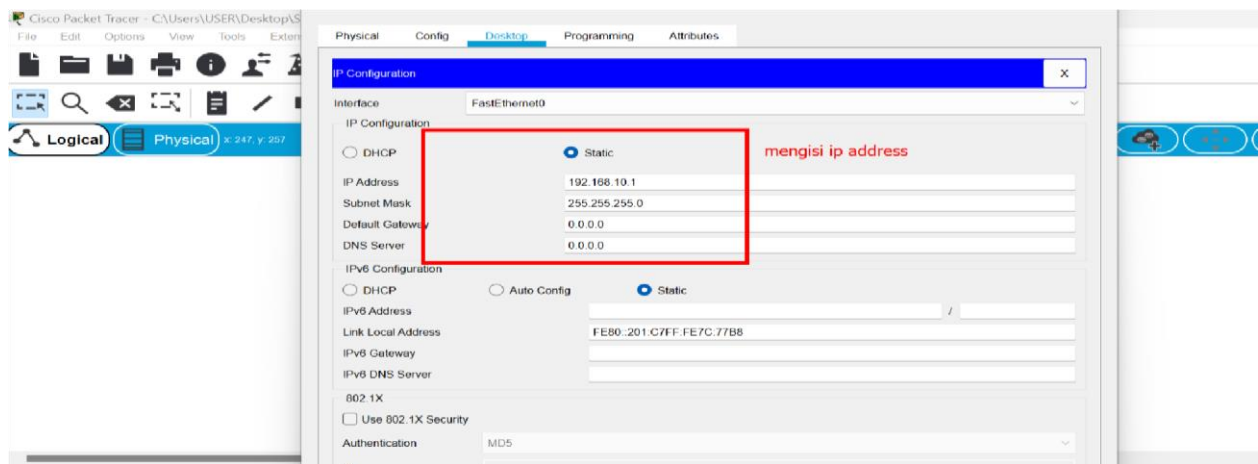 Cisco Packet Tracer - C:\Users\USER\Desktop\S
File Edit Options View Tools Exten
Physical Config Desktop Programming Attributes
IP Configuration X
Interface FastEthernet0
IP Configuration
Logical Physical x: 247, y: 257
DHCP Static mengisi ip address
IP Address 192.168.10.1
Subnet Mask 255.255.255.0
Default Gateway 0.0.0.0
DNS Server 0.0.0.0
IPv6 Configuration
DHCP Auto Config Static
IPv6 Address /
Link Local Address FE80::201:C7FF:FE7C:77B8
IPv6 Gateway
IPv6 DNS Server
802.1X
Use 802.1X Security
Authentication MD5